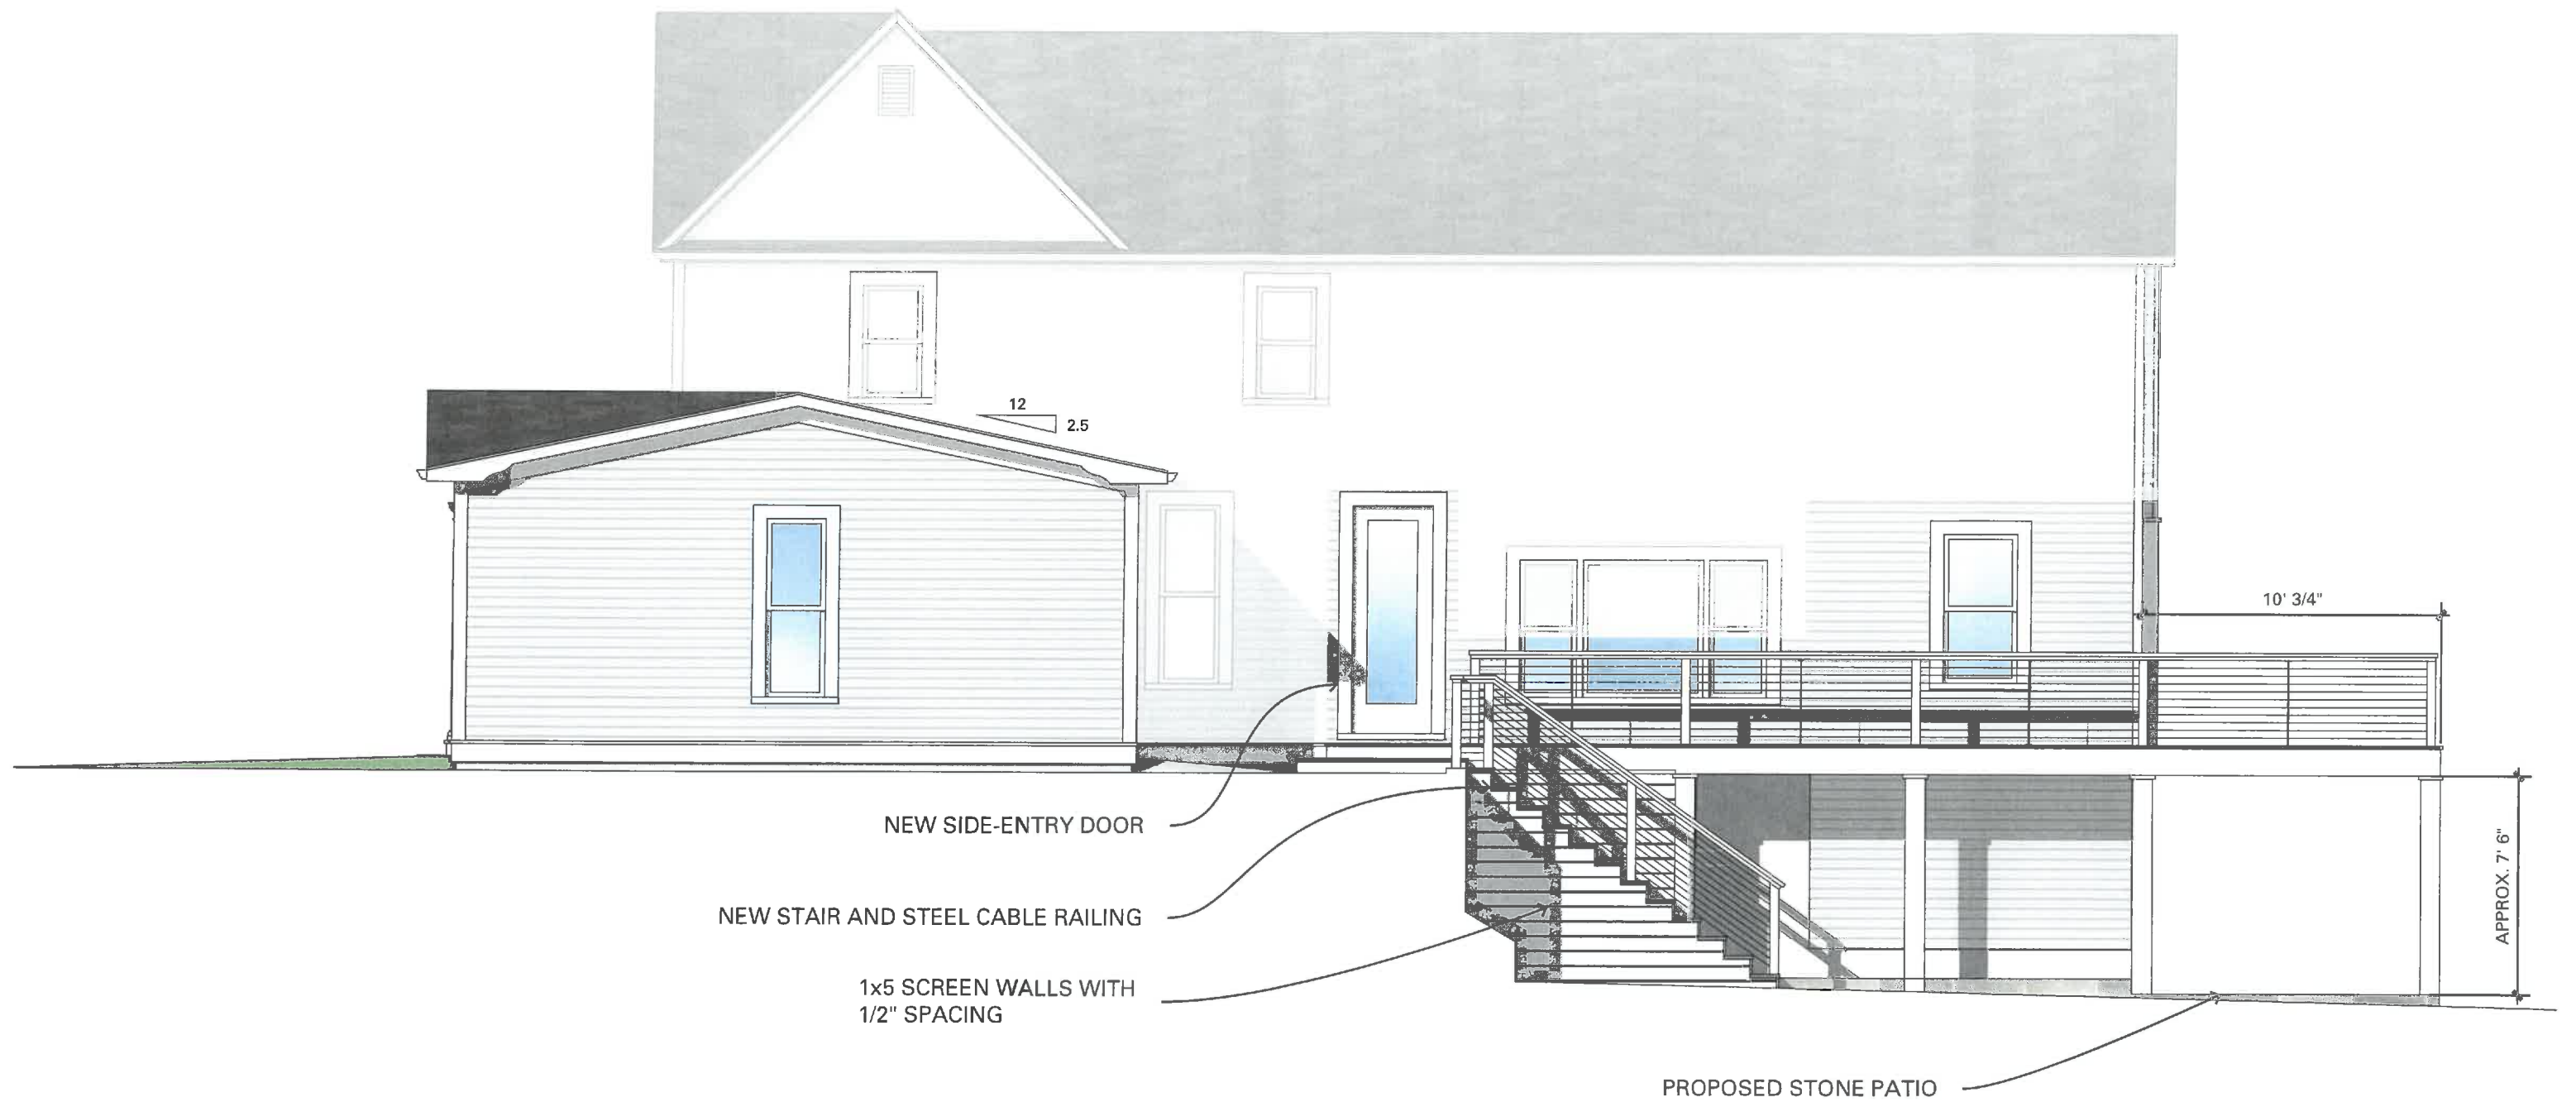 12
2.5
10' 3/4"
NEW SIDE-ENTRY DOOR
APPROX. 7' 6"
NEW STAIR AND STEEL CABLE RAILING
1x5 SCREEN WALLS WITH
1/2" SPACING
PROPOSED STONE PATIO